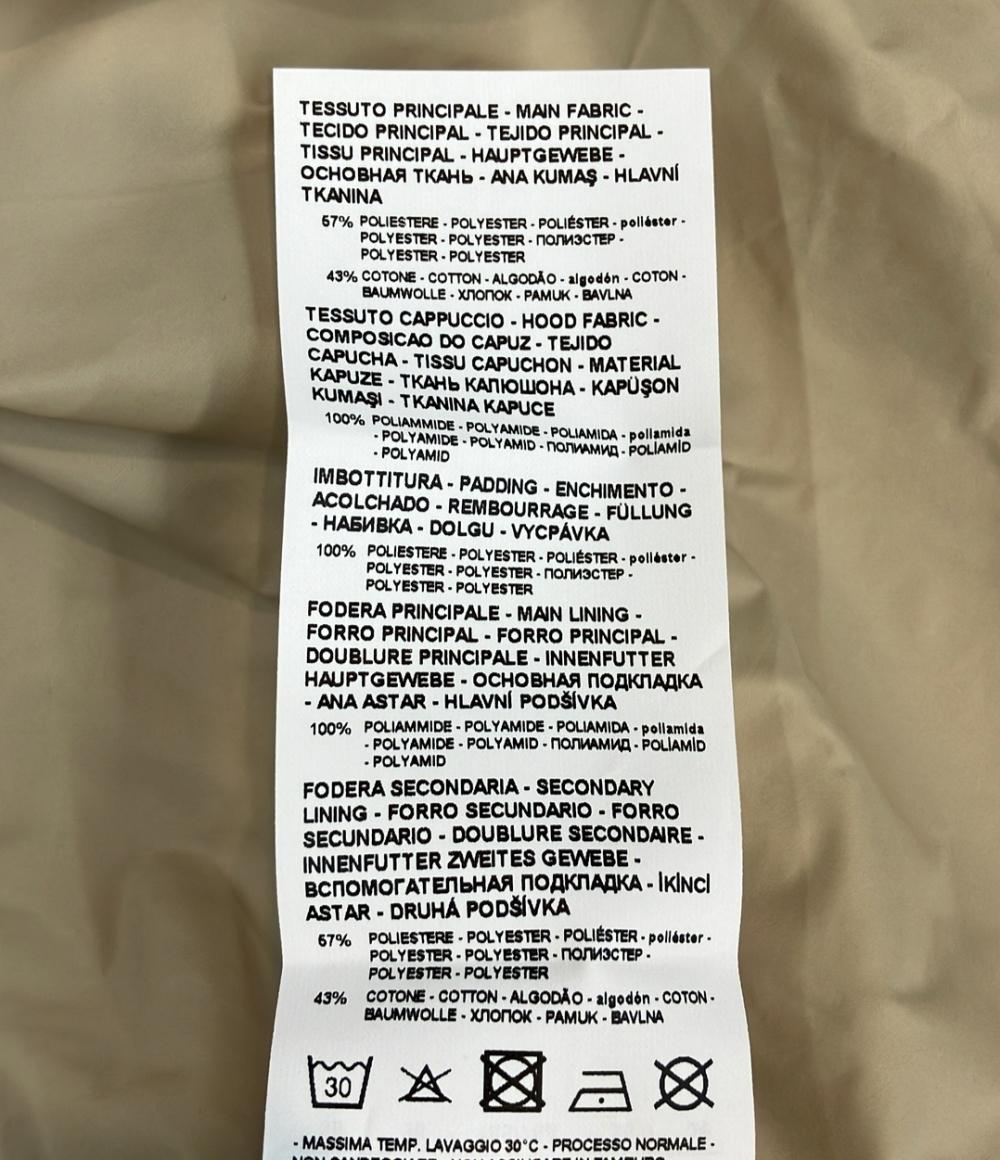 TESSUTO PRINCIPALE - MAIN FABRIC -
TECIDO PRINCIPAL - TEJIDO PRINCIPAL -
TISSU PRINCIPAL - HAUPTGEWEBE -
ОСНОВНАЯ ТКАНЬ - ANA KUMAŞ - HLAVNÍ
TKANINA
57% POLIESTERE - POLYESTER - POLIÉSTER - poliéster -
POLYESTER - POLYESTER - ПОЛИЭСТЕР -
POLYESTER - POLYESTER
43% COTONE - COTTON - ALGODÃO - algodón - COTON -
BAUMWOLLE - ХЛОПОК - PAMUK - BAVLNA
TESSUTO CAPPUCCIO - HOOD FABRIC -
COMPOSICAO DO CAPUZ - TEJIDO
CAPUCHA - TISSU CAPUCHON - MATERIAL
KAPUZE - ТКАНЬ КАПЮШОНА - KAPÜŞON
KUMAŞI - TKANINA KAPUCE
100% POLIAMMIDE - POLYAMIDE - POLIAMIDA - poliamida
- POLYAMIDE - POLYAMID - ПОЛИАМИД - POLİAMİD
- POLYAMID
IMBOTTITURA - PADDING - ENCHIMENTO -
ACOLCHADO - REMBOURRAGE - FÜLLUNG
- НАБИВКА - DOLGU - VYCPÁVKA
100% POLIESTERE - POLYESTER - POLIÉSTER - poliéster -
POLYESTER - POLYESTER - ПОЛИЭСТЕР -
POLYESTER - POLYESTER
FODERA PRINCIPALE - MAIN LINING -
FORRO PRINCIPAL - FORRO PRINCIPAL -
DOUBLURE PRINCIPALE - INNENFUTTER
HAUPTGEWEBE - ОСНОВНАЯ ПОДКЛАДКА
- ANA ASTAR - HLAVNÍ PODŠÍVKA
100% POLIAMMIDE - POLYAMIDE - POLIAMIDA - poliamida
- POLYAMIDE - POLYAMID - ПОЛИАМИД - POLİAMİD
- POLYAMID
FODERA SECONDARIA - SECONDARY
LINING - FORRO SECUNDARIO - FORRO
SECUNDARIO - DOUBLURE SECONDAIRE -
INNENFUTTER ZWEITES GEWEBE -
ВСПОМОГАТЕЛЬНАЯ ПОДКЛАДКА - İKİNCİ
ASTAR - DRUHÁ PODŠÍVKA
57% POLIESTERE - POLYESTER - POLIÉSTER - poliéster -
POLYESTER - POLYESTER - ПОЛИЭСТЕР -
POLYESTER - POLYESTER
43% COTONE - COTTON - ALGODÃO - algodón - COTON -
BAUMWOLLE - ХЛОПОК - PAMUK - BAVLNA
30
- MASSIMA TEMP. LAVAGGIO 30°C - PROCESSO NORMALE -